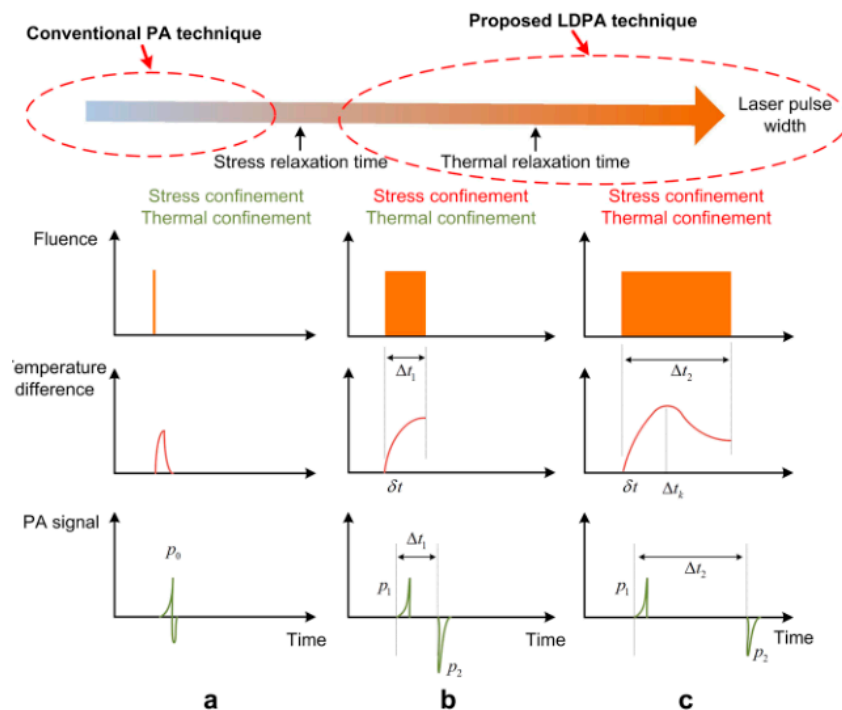 Conventional PA technique
Proposed LDPA technique
Laser pulse
width
Stress relaxation time
Thermal relaxation time
Stress confinement
Thermal confinement
Stress confinement
Thermal confinement
Stress confinement
Thermal confinement
Fluence
Δt₁
Δt₂
emperature
difference
δt
δt
Δtₖ
PA signal
p₀
p₁
Δt₁
p₂
p₁
Δt₂
p₂
Time
Time
Time
a
b
c